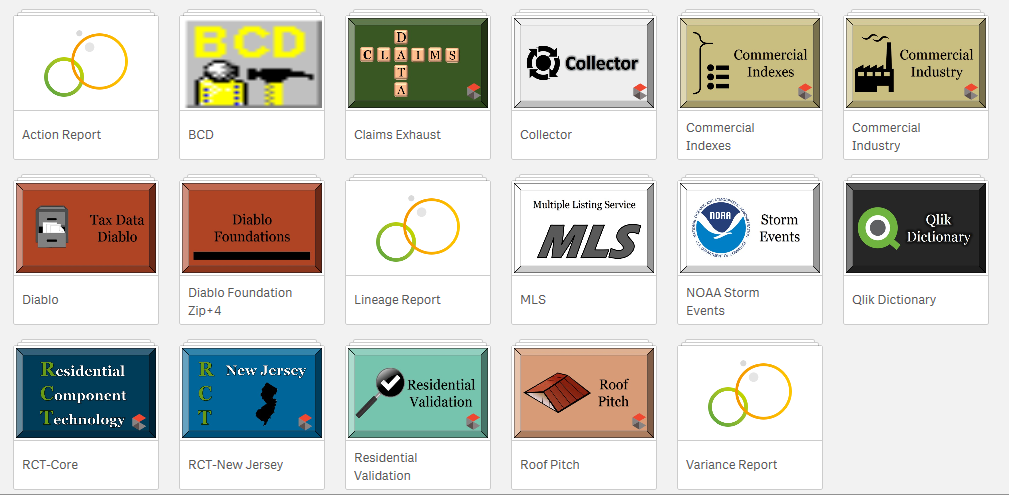 BCD
D
CLAIMS
T
A
Collector
Commercial
Indexes
Commercial
Industry
Action Report
BCD
Claims Exhaust
Collector
Commercial
Indexes
Commercial
Industry
Tax Data
Diablo
Diablo
Foundations
Multiple Listing Service
MLS
NOAA
Storm
Events
Qlik
Dictionary
Diablo
Diablo Foundation
Zip+4
Lineage Report
MLS
NOAA Storm
Events
Qlik Dictionary
Residential
Component
Technology
R
C
T
New Jersey
Residential
Validation
Roof
Pitch
RCT-Core
RCT-New Jersey
Residential
Validation
Roof Pitch
Variance Report